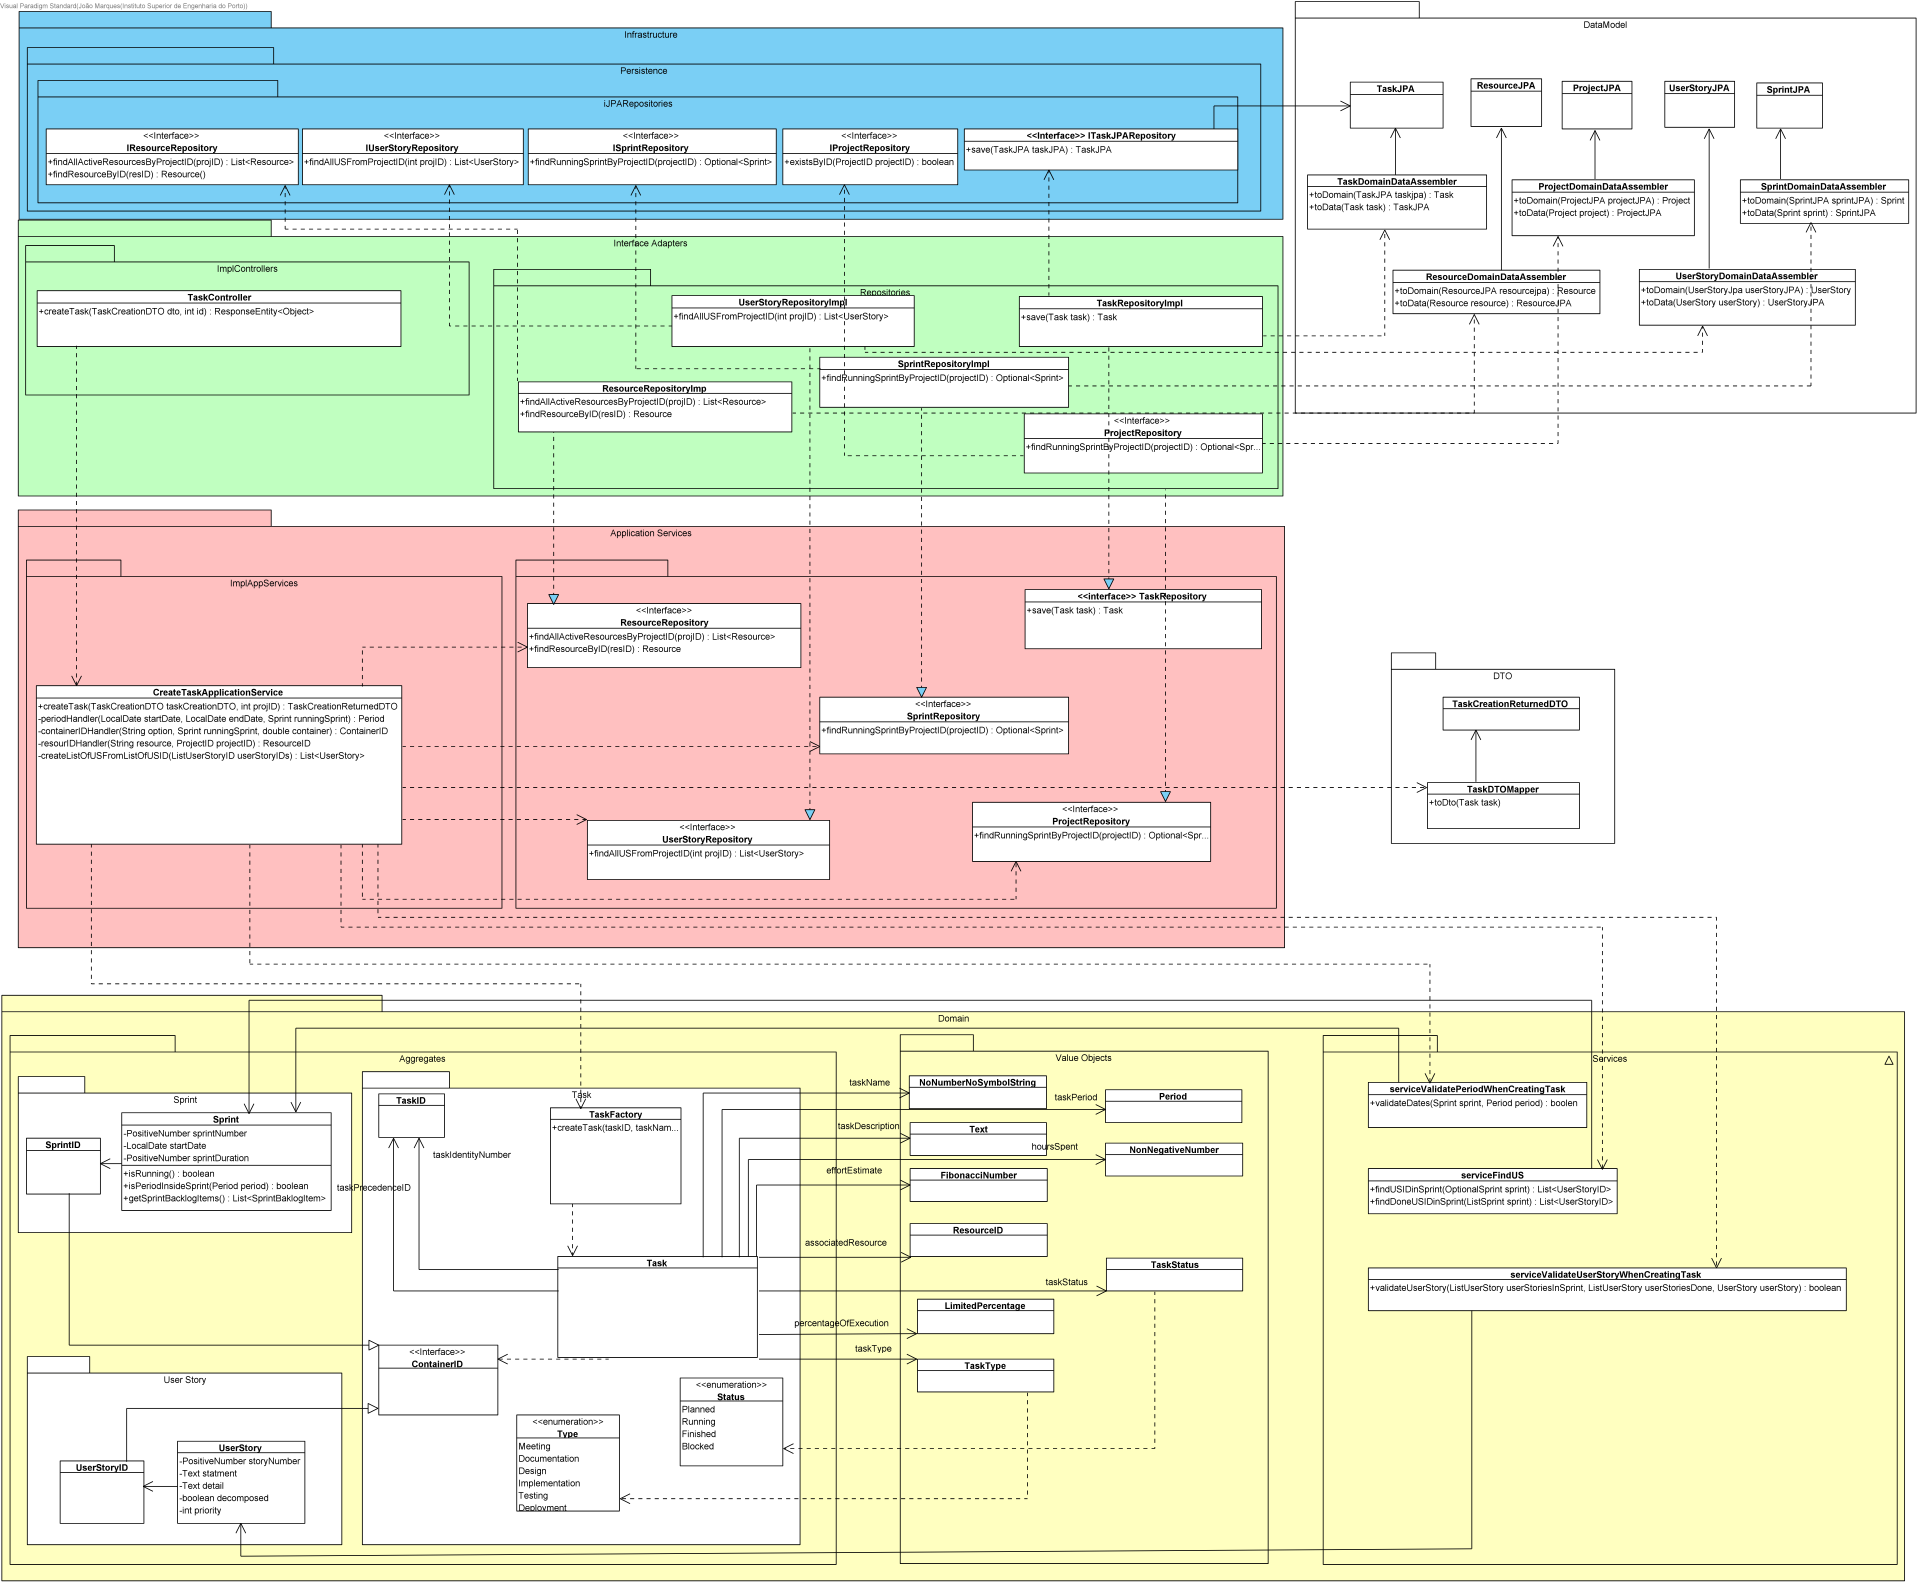 Visual Paradigm Standard(João Marques(Instituto Superior de Engenharia do Porto))
Infrastructure
Persistence
iJPARepositories
<<Interface>>
IResourceRepository
+findAllActiveResourcesByProjectID(projID) : List<Resource>
+findResourceByID(resID) : Resource()
<<Interface>>
IUserStoryRepository
+findAllUSFromProjectID(int projID) : List<UserStory>
<<Interface>>
ISprintRepository
+findRunningSprintByProjectID(projectID) : Optional<Sprint>
<<Interface>>
IProjectRepository
+existsByID(ProjectID projectID) : boolean
<<Interface>> ITaskJPARepository
+save(TaskJPA taskJPA) : TaskJPA
DataModel
TaskJPA
ResourceJPA
ProjectJPA
UserStoryJPA
SprintJPA
TaskDomainDataAssembler
+toDomain(TaskJPA taskjpa) : Task
+toData(Task task) : TaskJPA
ProjectDomainDataAssembler
+toDomain(ProjectJPA projectJPA) : Project
+toData(Project project) : ProjectJPA
SprintDomainDataAssembler
+toDomain(SprintJPA sprintJPA) : Sprint
+toData(Sprint sprint) : SprintJPA
ResourceDomainDataAssembler
+toDomain(ResourceJPA resourcejpa) : Resource
+toData(Resource resource) : ResourceJPA
UserStoryDomainDataAssembler
+toDomain(UserStoryJpa userStoryJPA) : UserStory
+toData(UserStory userStory) : UserStoryJPA
Interface Adapters
ImplControllers
TaskController
+createTask(TaskCreationDTO dto, int id) : ResponseEntity<Object>
Repositories
UserStoryRepositoryImpl
+findAllUSFromProjectID(int projID) : List<UserStory>
TaskRepositoryImpl
+save(Task task) : Task
SprintRepositoryImpl
+findRunningSprintByProjectID(projectID) : Optional<Sprint>
ResourceRepositoryImp
+findAllActiveResourcesByProjectID(projID) : List<Resource>
+findResourceByID(resID) : Resource
<<Interface>>
ProjectRepository
+findRunningSprintByProjectID(projectID) : Optional<Spr...
Application Services
ImplAppServices
CreateTaskApplicationService
+createTask(TaskCreationDTO taskCreationDTO, int projID) : TaskCreationReturnedDTO
-periodHandler(LocalDate startDate, LocalDate endDate, Sprint runningSprint) : Period
-containerIDHandler(String option, Sprint runningSprint, double container) : ContainerID
-resourIDHandler(String resource, ProjectID projectID) : ResourceID
-createListOfUSFromListOfUSID(ListUserStoryID userStoryIDs) : List<UserStory>
<<Interface>>
ResourceRepository
+findAllActiveResourcesByProjectID(projID) : List<Resource>
+findResourceByID(resID) : Resource
<<interface>> TaskRepository
+save(Task task) : Task
<<Interface>>
SprintRepository
+findRunningSprintByProjectID(projectID) : Optional<Sprint>
<<Interface>>
UserStoryRepository
+findAllUSFromProjectID(int projID) : List<UserStory>
<<Interface>>
ProjectRepository
+findRunningSprintByProjectID(projectID) : Optional<Spr...
DTO
TaskCreationReturnedDTO
TaskDTOMapper
+toDto(Task task)
Domain
Aggregates
Sprint
SprintID
Sprint
-PositiveNumber sprintNumber
-LocalDate startDate
-PositiveNumber sprintDuration
+isRunning() : boolean
+isPeriodInsideSprint(Period period) : boolean
+getSprintBacklogItems() : List<SprintBaklogItem>
User Story
UserStoryID
UserStory
-PositiveNumber storyNumber
-Text statment
-Text detail
-boolean decomposed
-int priority
Task
TaskID
TaskFactory
+createTask(taskID, taskNam...
taskIdentityNumber
taskPrecedenceID
Task
<<Interface>>
ContainerID
<<enumeration>>
Type
Meeting
Documentation
Design
Implementation
Testing
Deployment
<<enumeration>>
Status
Planned
Running
Finished
Blocked
Value Objects
taskName
NoNumberNoSymbolString
taskPeriod
Period
taskDescription
Text
hoursSpent
NonNegativeNumber
effortEstimate
FibonacciNumber
associatedResource
ResourceID
taskStatus
TaskStatus
percentageOfExecution
LimitedPercentage
taskType
TaskType
Services
serviceValidatePeriodWhenCreatingTask
+validateDates(Sprint sprint, Period period) : boolen
serviceFindUS
+findUSIDinSprint(OptionalSprint sprint) : List<UserStoryID>
+findDoneUSIDinSprint(ListSprint sprint) : List<UserStoryID>
serviceValidateUserStoryWhenCreatingTask
+validateUserStory(ListUserStory userStoriesInSprint, ListUserStory userStoriesDone, UserStory userStory) : boolean